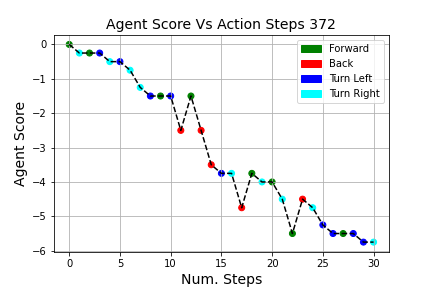 Agent Score Vs Action Steps 372
Forward
Back
Turn Left
Turn Right
Agent Score
0
−1
−2
−3
−4
−5
−6
0 5 10 15 20 25 30
Num. Steps